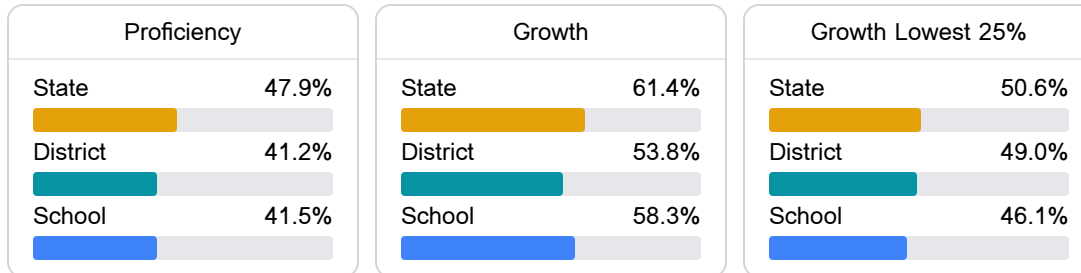 Proficiency
State 47.9%
District 41.2%
School 41.5%
Growth
State 61.4%
District 53.8%
School 58.3%
Growth Lowest 25%
State 50.6%
District 49.0%
School 46.1%